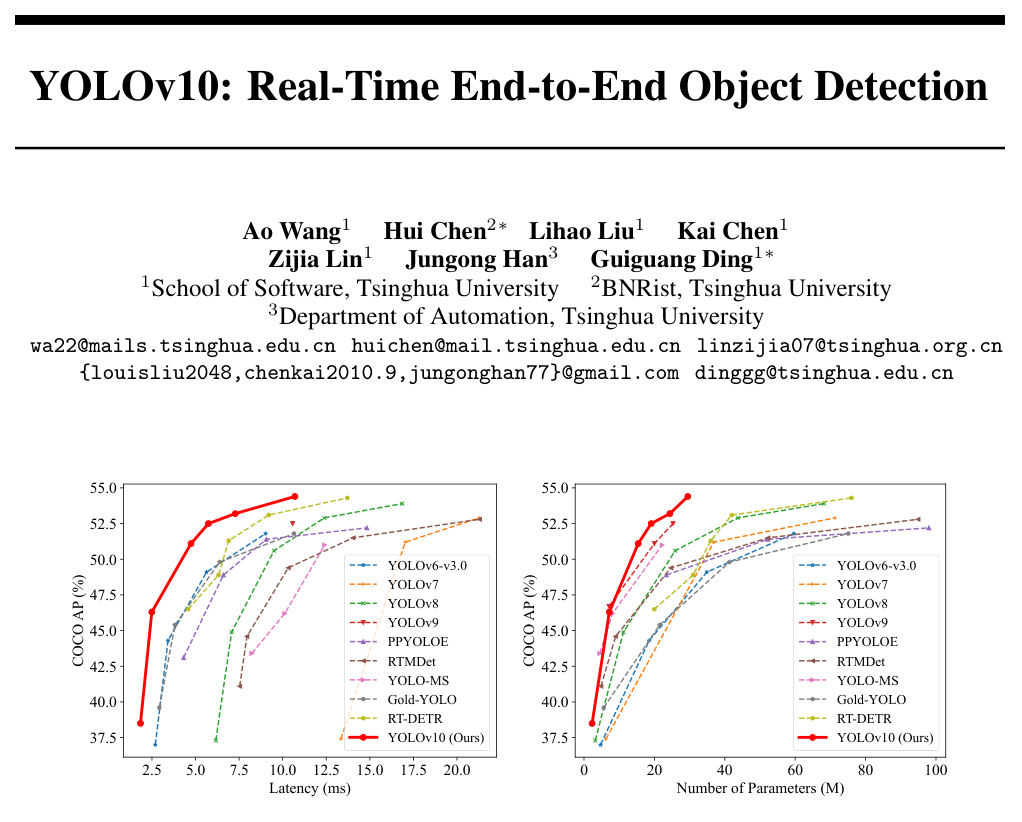 YOLOv10: Real-Time End-to-End Object Detection
Ao Wang1 Hui Chen2* Lihao Liu1 Kai Chen1
Zijia Lin1 Jungong Han3 Guiguang Ding1*
1School of Software, Tsinghua University 2BNRist, Tsinghua University
3Department of Automation, Tsinghua University
wa22@mails.tsinghua.edu.cn huichen@mail.tsinghua.edu.cn linzijia07@tsinghua.org.cn
{louisliu2048,chenkai2010.9,jungonghan77}@gmail.com dinggg@tsinghua.edu.cn
COCO AP (%)
55.0
52.5
50.0
47.5
45.0
42.5
40.0
37.5
YOLOv6-v3.0
YOLOv7
YOLOv8
YOLOv9
PPYOLOE
RTMDet
YOLO-MS
Gold-YOLO
RT-DETR
YOLOv10 (Ours)
2.5 5.0 7.5 10.0 12.5 15.0 17.5 20.0
Latency (ms)
COCO AP (%)
55.0
52.5
50.0
47.5
45.0
42.5
40.0
37.5
YOLOv6-v3.0
YOLOv7
YOLOv8
YOLOv9
PPYOLOE
RTMDet
YOLO-MS
Gold-YOLO
RT-DETR
YOLOv10 (Ours)
0 20 40 60 80 100
Number of Parameters (M)